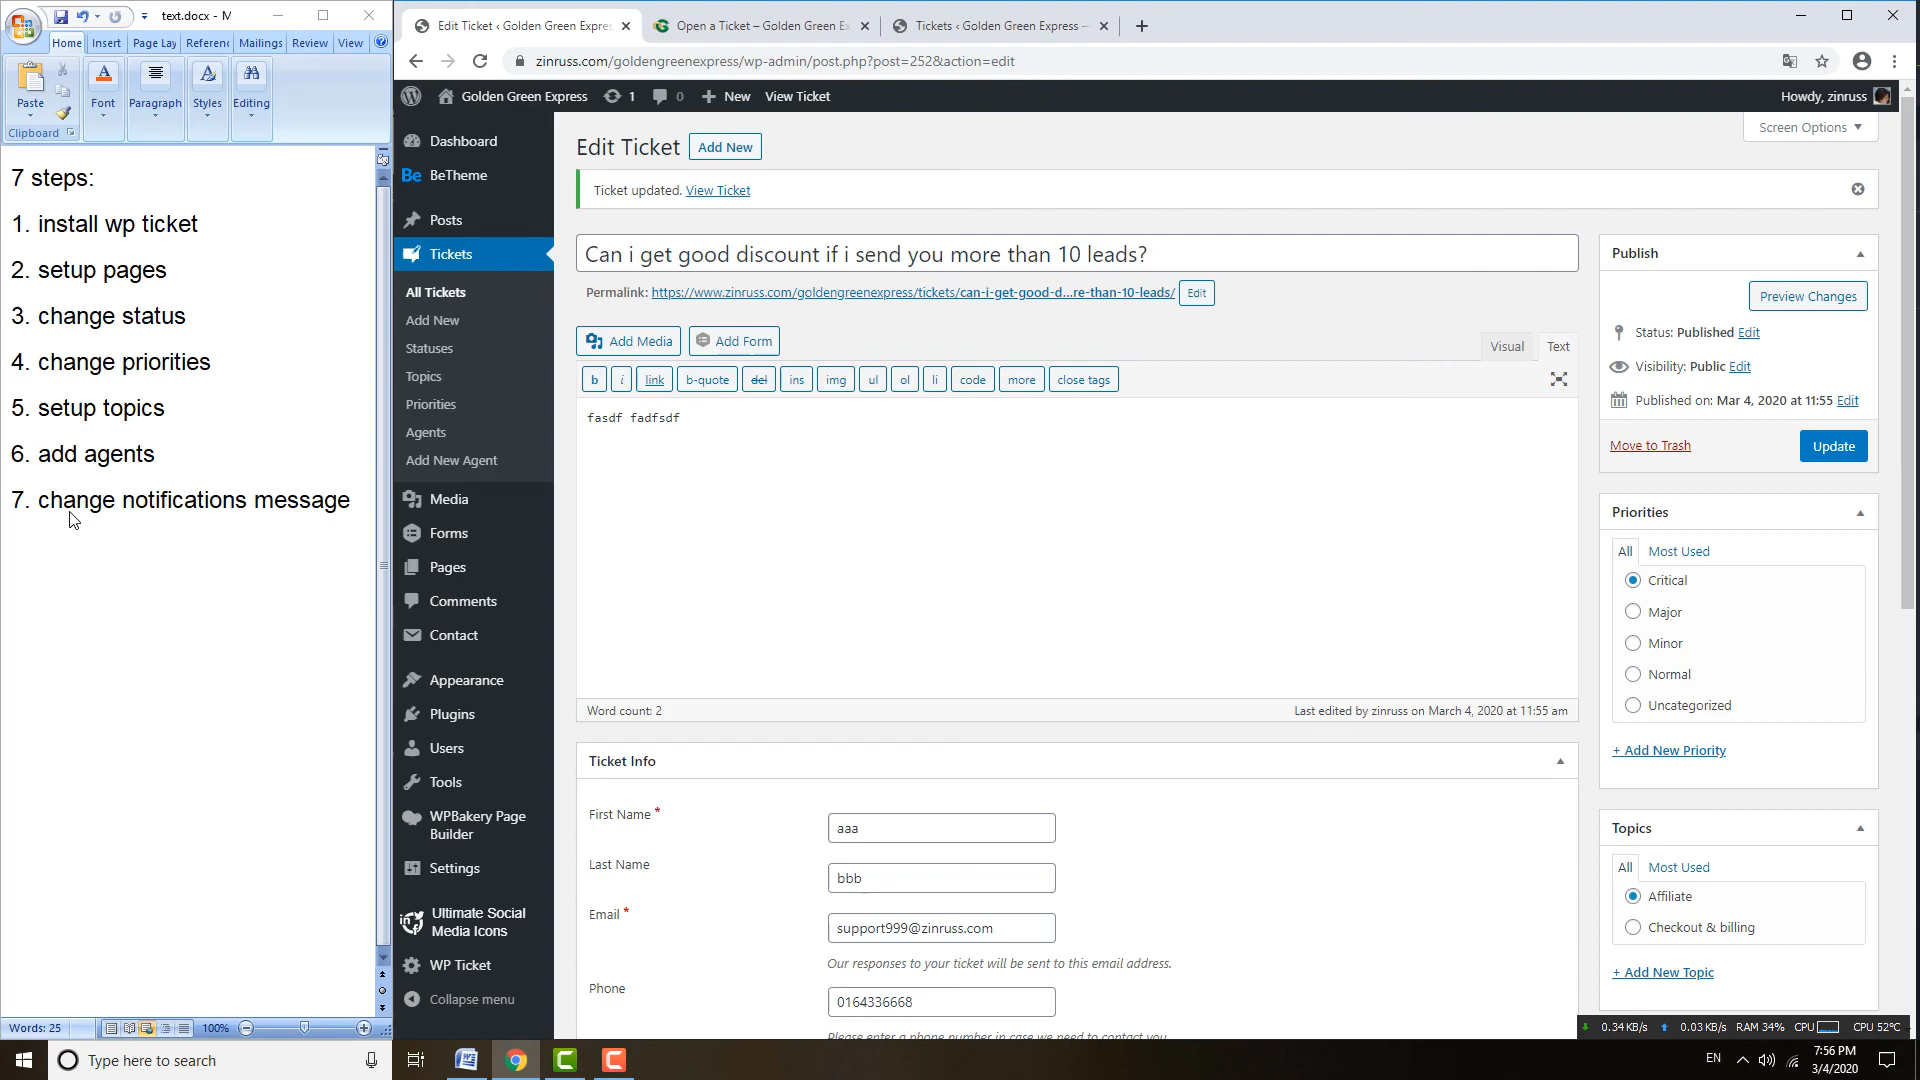 text.docx - M
Home
Insert
Page Lay
Referenc
Mailings
Review
View
Paste
Font
Paragraph
Styles
Editing
Clipboard
7 steps:
1. install wp ticket
2. setup pages
3. change status
4. change priorities
5. setup topics
6. add agents
7. change notifications message
Words: 25
100%
Edit Ticket ‹ Golden Green Expre
Open a Ticket – Golden Green Ex
Tickets ‹ Golden Green Express —
zinruss.com/goldengreenexpress/wp-admin/post.php?post=252&action=edit
Golden Green Express
1
0
New
View Ticket
Howdy, zinruss
Dashboard
BeTheme
Posts
Tickets
All Tickets
Add New
Statuses
Topics
Priorities
Agents
Add New Agent
Media
Forms
Pages
Comments
Contact
Appearance
Plugins
Users
Tools
WPBakery Page
Builder
Settings
Ultimate Social
Media Icons
WP Ticket
Collapse menu
Screen Options
Edit Ticket
Add New
Ticket updated. View Ticket
Can i get good discount if i send you more than 10 leads?
Permalink: https://www.zinruss.com/goldengreenexpress/tickets/can-i-get-good-d...re-than-10-leads/
Edit
Add Media
Add Form
Visual
Text
b
i
link
b-quote
del
ins
img
ul
ol
li
code
more
close tags
fasdf fadfsdf
Word count: 2
Last edited by zinruss on March 4, 2020 at 11:55 am
Ticket Info
First Name *
aaa
Last Name
bbb
Email *
support999@zinruss.com
Our responses to your ticket will be sent to this email address.
Phone
0164336668
Please enter a phone number in case we need to contact you
Publish
Preview Changes
Status: Published Edit
Visibility: Public Edit
Published on: Mar 4, 2020 at 11:55 Edit
Move to Trash
Update
Priorities
All
Most Used
Critical
Major
Minor
Normal
Uncategorized
+ Add New Priority
Topics
All
Most Used
Affiliate
Checkout & billing
+ Add New Topic
0.34 KB/s
0.03 KB/s
RAM 34%
CPU
CPU 52°C
Type here to search
EN
7:56 PM
3/4/2020